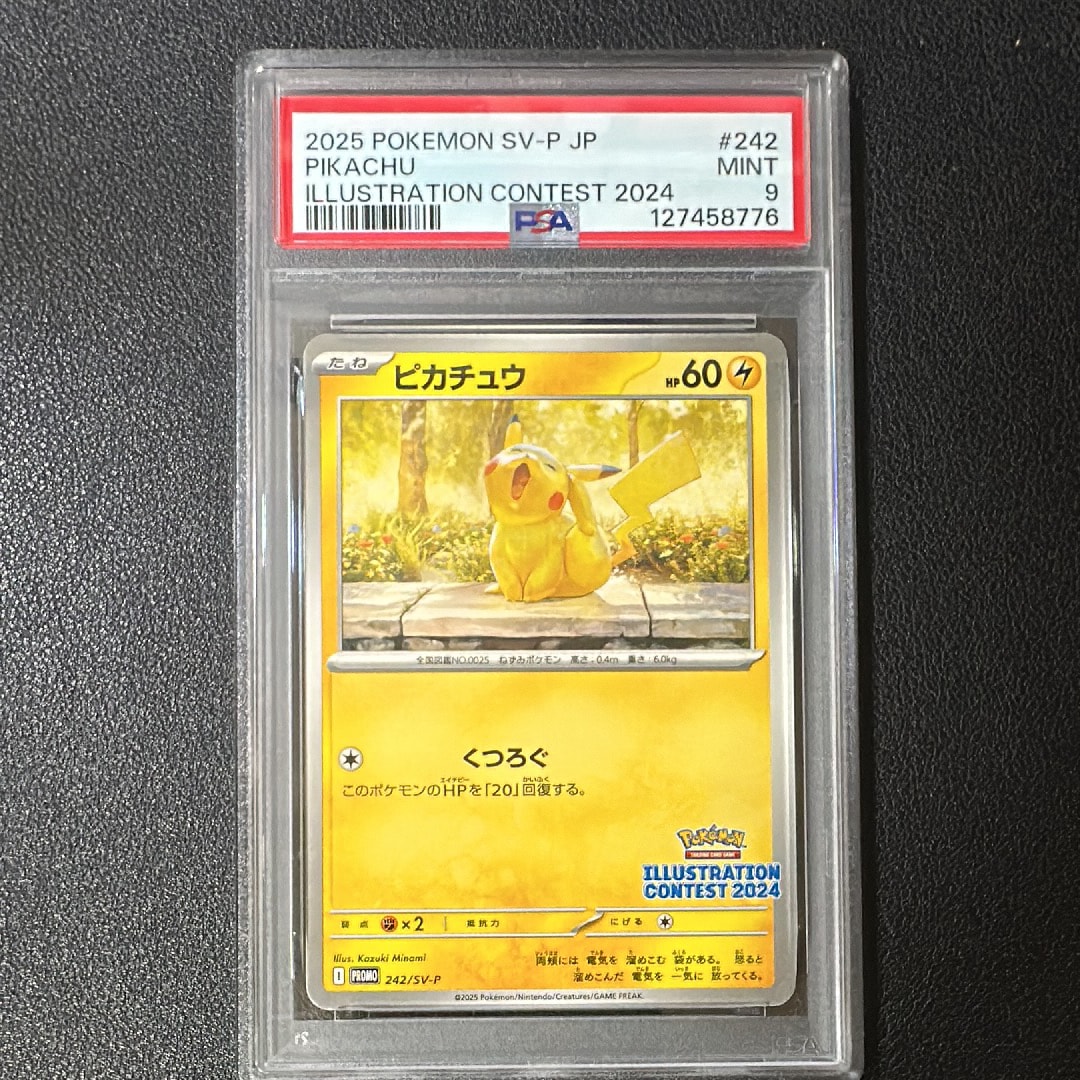 2025 POKEMON SV-P JP #242
PIKACHU MINT
ILLUSTRATION CONTEST 2024 9
PSA 127458776
たね ピカチュウ HP60
全国図鑑NO.0025 ねずみポケモン 高さ:0.4m 重さ:6.0kg
くつろぐ
このポケモンのHPを「20」回復する。
POKéMON
TRADING CARD GAME
ILLUSTRATION
CONTEST 2024
弱点 ×2 抵抗力 にげる
Illus. Kazuki Minami
両頬には 電気を 溜めこむ 袋がある。 怒ると
溜めこんだ 電気を 一気に 放ってくる。
I PROMO 242/SV-P
©2025 Pokémon/Nintendo/Creatures/GAME FREAK.